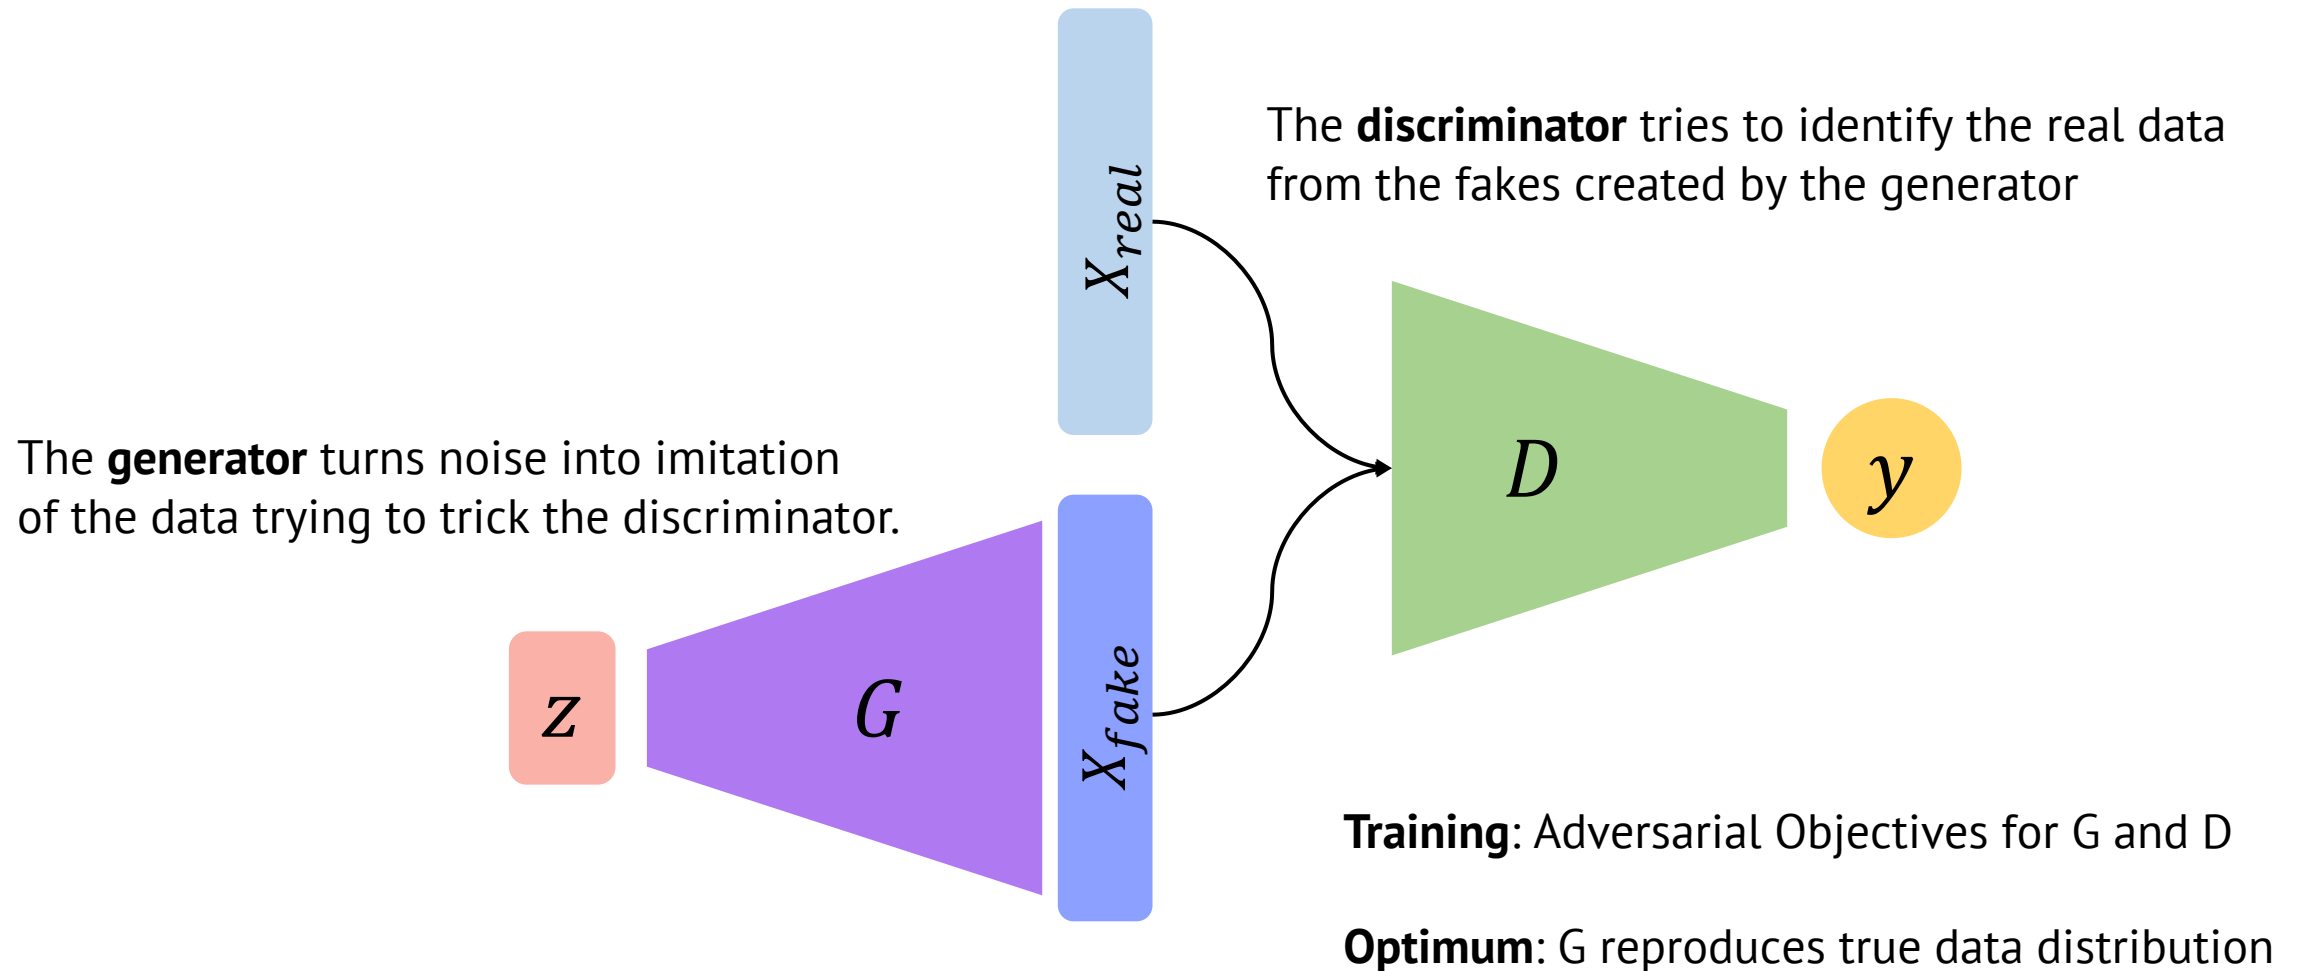 X_real
The discriminator tries to identify the real data
from the fakes created by the generator
D
y
The generator turns noise into imitation
of the data trying to trick the discriminator.
z
G
X_fake
Training: Adversarial Objectives for G and D
Optimum: G reproduces true data distribution